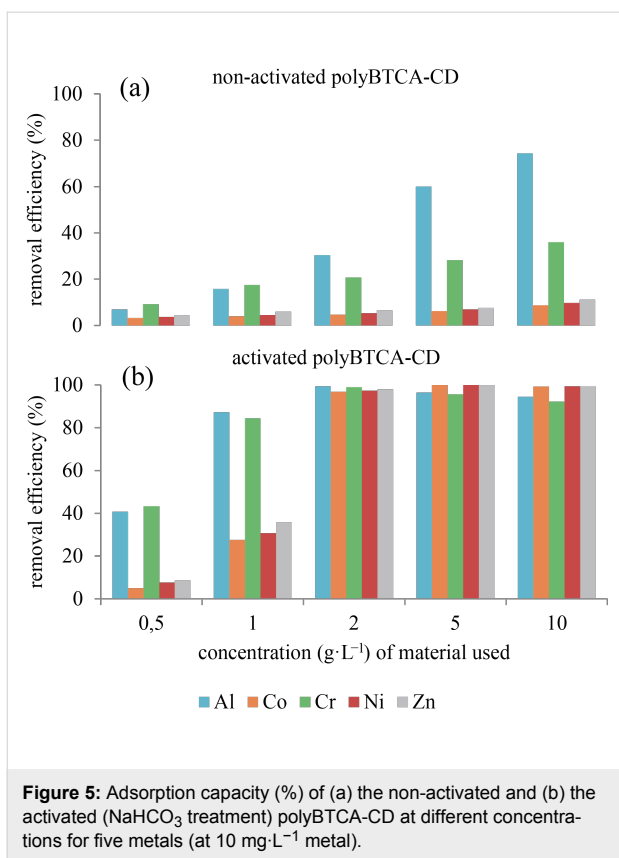 (a)
non-activated polyBTCA-CD
removal efficiency (%)
100
80
60
40
20
0
(b)
activated polyBTCA-CD
removal efficiency (%)
100
80
60
40
20
0
0,5 1 2 5 10
concentration (g·L⁻¹) of material used
Al Co Cr Ni Zn
Figure 5: Adsorption capacity (%) of (a) the non-activated and (b) the
activated (NaHCO₃ treatment) polyBTCA-CD at different concentra-
tions for five metals (at 10 mg·L⁻¹ metal).